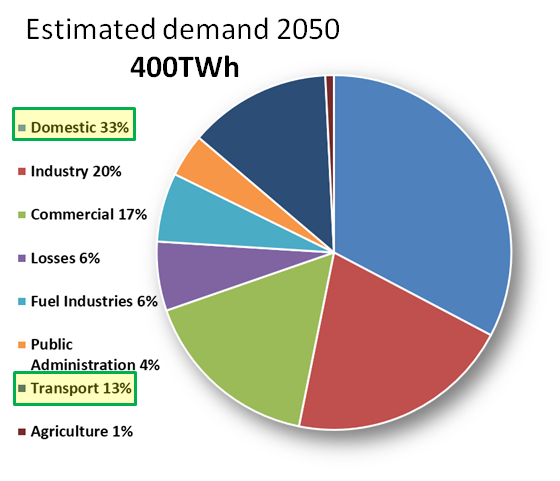 Estimated demand 2050
400TWh
Domestic 33%
Industry 20%
Commercial 17%
Losses 6%
Fuel Industries 6%
Public
Administration 4%
Transport 13%
Agriculture 1%